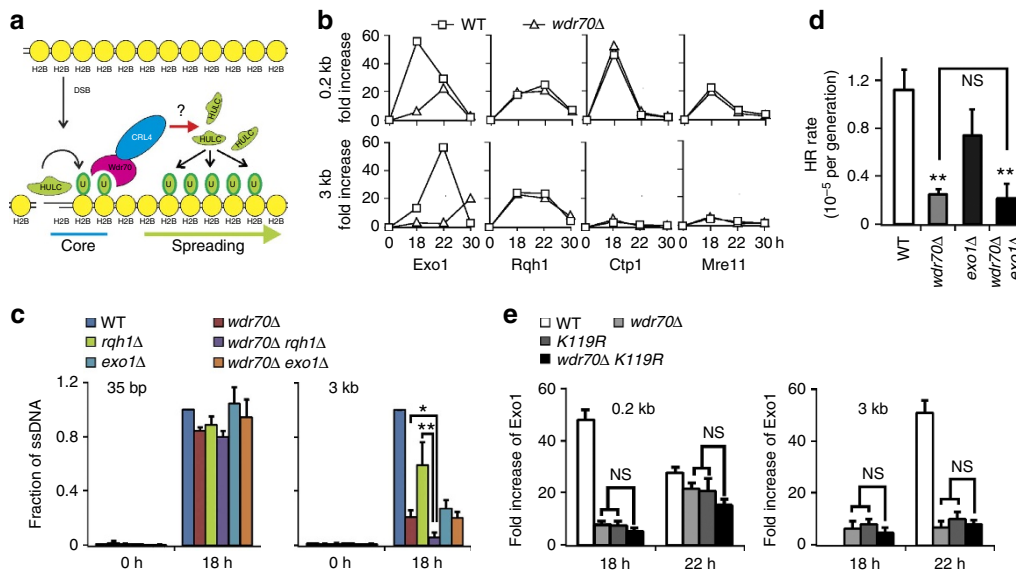 a
H2B H2B H2B H2B H2B H2B H2B H2B H2B H2B H2B H2B
DSB
?
HULC
CRL4
HULC
HULC
Wdr70
HULC
U U U U U U U
H2B H2B H2B H2B H2B H2B H2B H2B H2B H2B H2B H2B
Core Spreading
b
WT wdr70Δ
0.2 kb
fold increase
60
40
20
0
3 kb
fold increase
60
40
20
0
0 18 22 30 0 18 22 30 0 18 22 30 0 18 22 30 h
Exo1 Rqh1 Ctp1 Mre11
d
HR rate
(10−5 per generation)
1.2
0.8
0.4
0
NS
** **
WT
wdr70Δ
exo1Δ
wdr70Δ
c
WT wdr70Δ
rqh1Δ wdr70Δ rqh1Δ
exo1Δ wdr70Δ exo1Δ
Fraction of ssDNA
1.2
0.8
0.4
0
35 bp
3 kb
*
**
0 h 18 h 0 h 18 h
e
WT wdr70Δ
K119R
wdr70Δ K119R
Fold increase of Exo1
60
40
20
0
0.2 kb
NS
NS
18 h 22 h
Fold increase of Exo1
60
40
20
0
3 kb
NS
NS
18 h 22 h